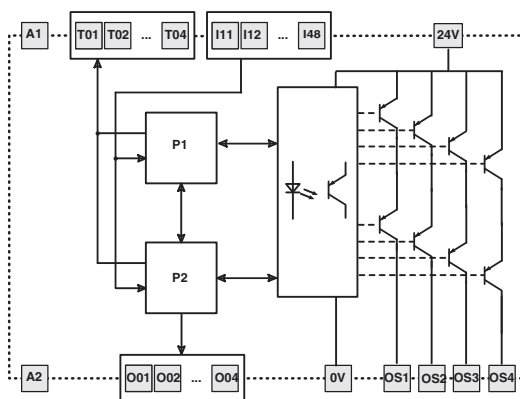 A1 T01 T02 ... T04 I11 I12 ... I48 24V
P1
P2
A2 O01 O02 ... O04 0V OS1 OS2 OS3 OS4